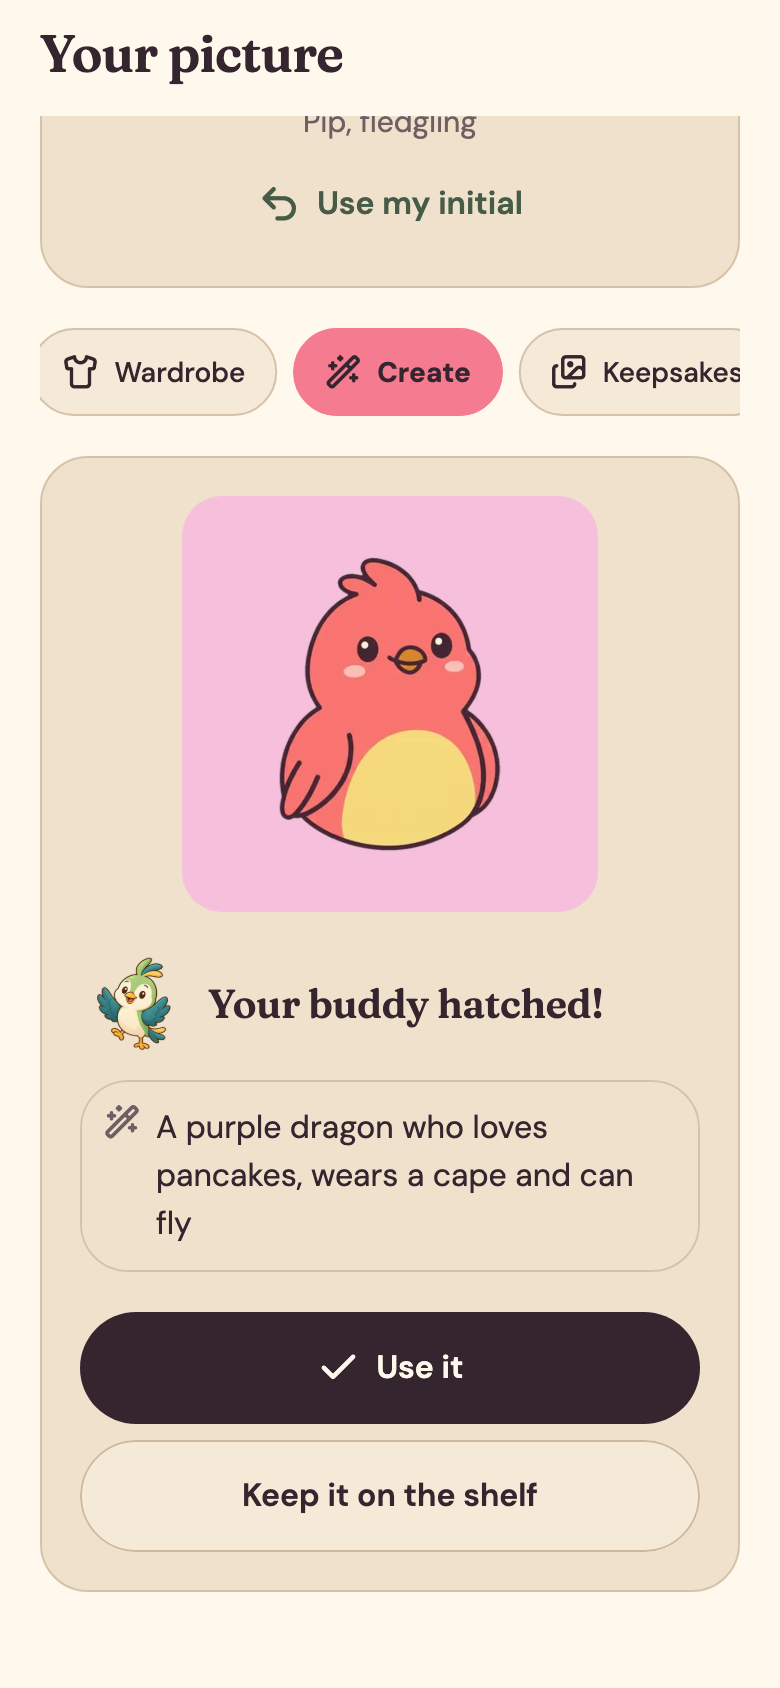 Your picture
Pip, fledgling
Use my initial
Wardrobe
Create
Keepsakes
Your buddy hatched!
A purple dragon who loves
pancakes, wears a cape and can
fly
Use it
Keep it on the shelf